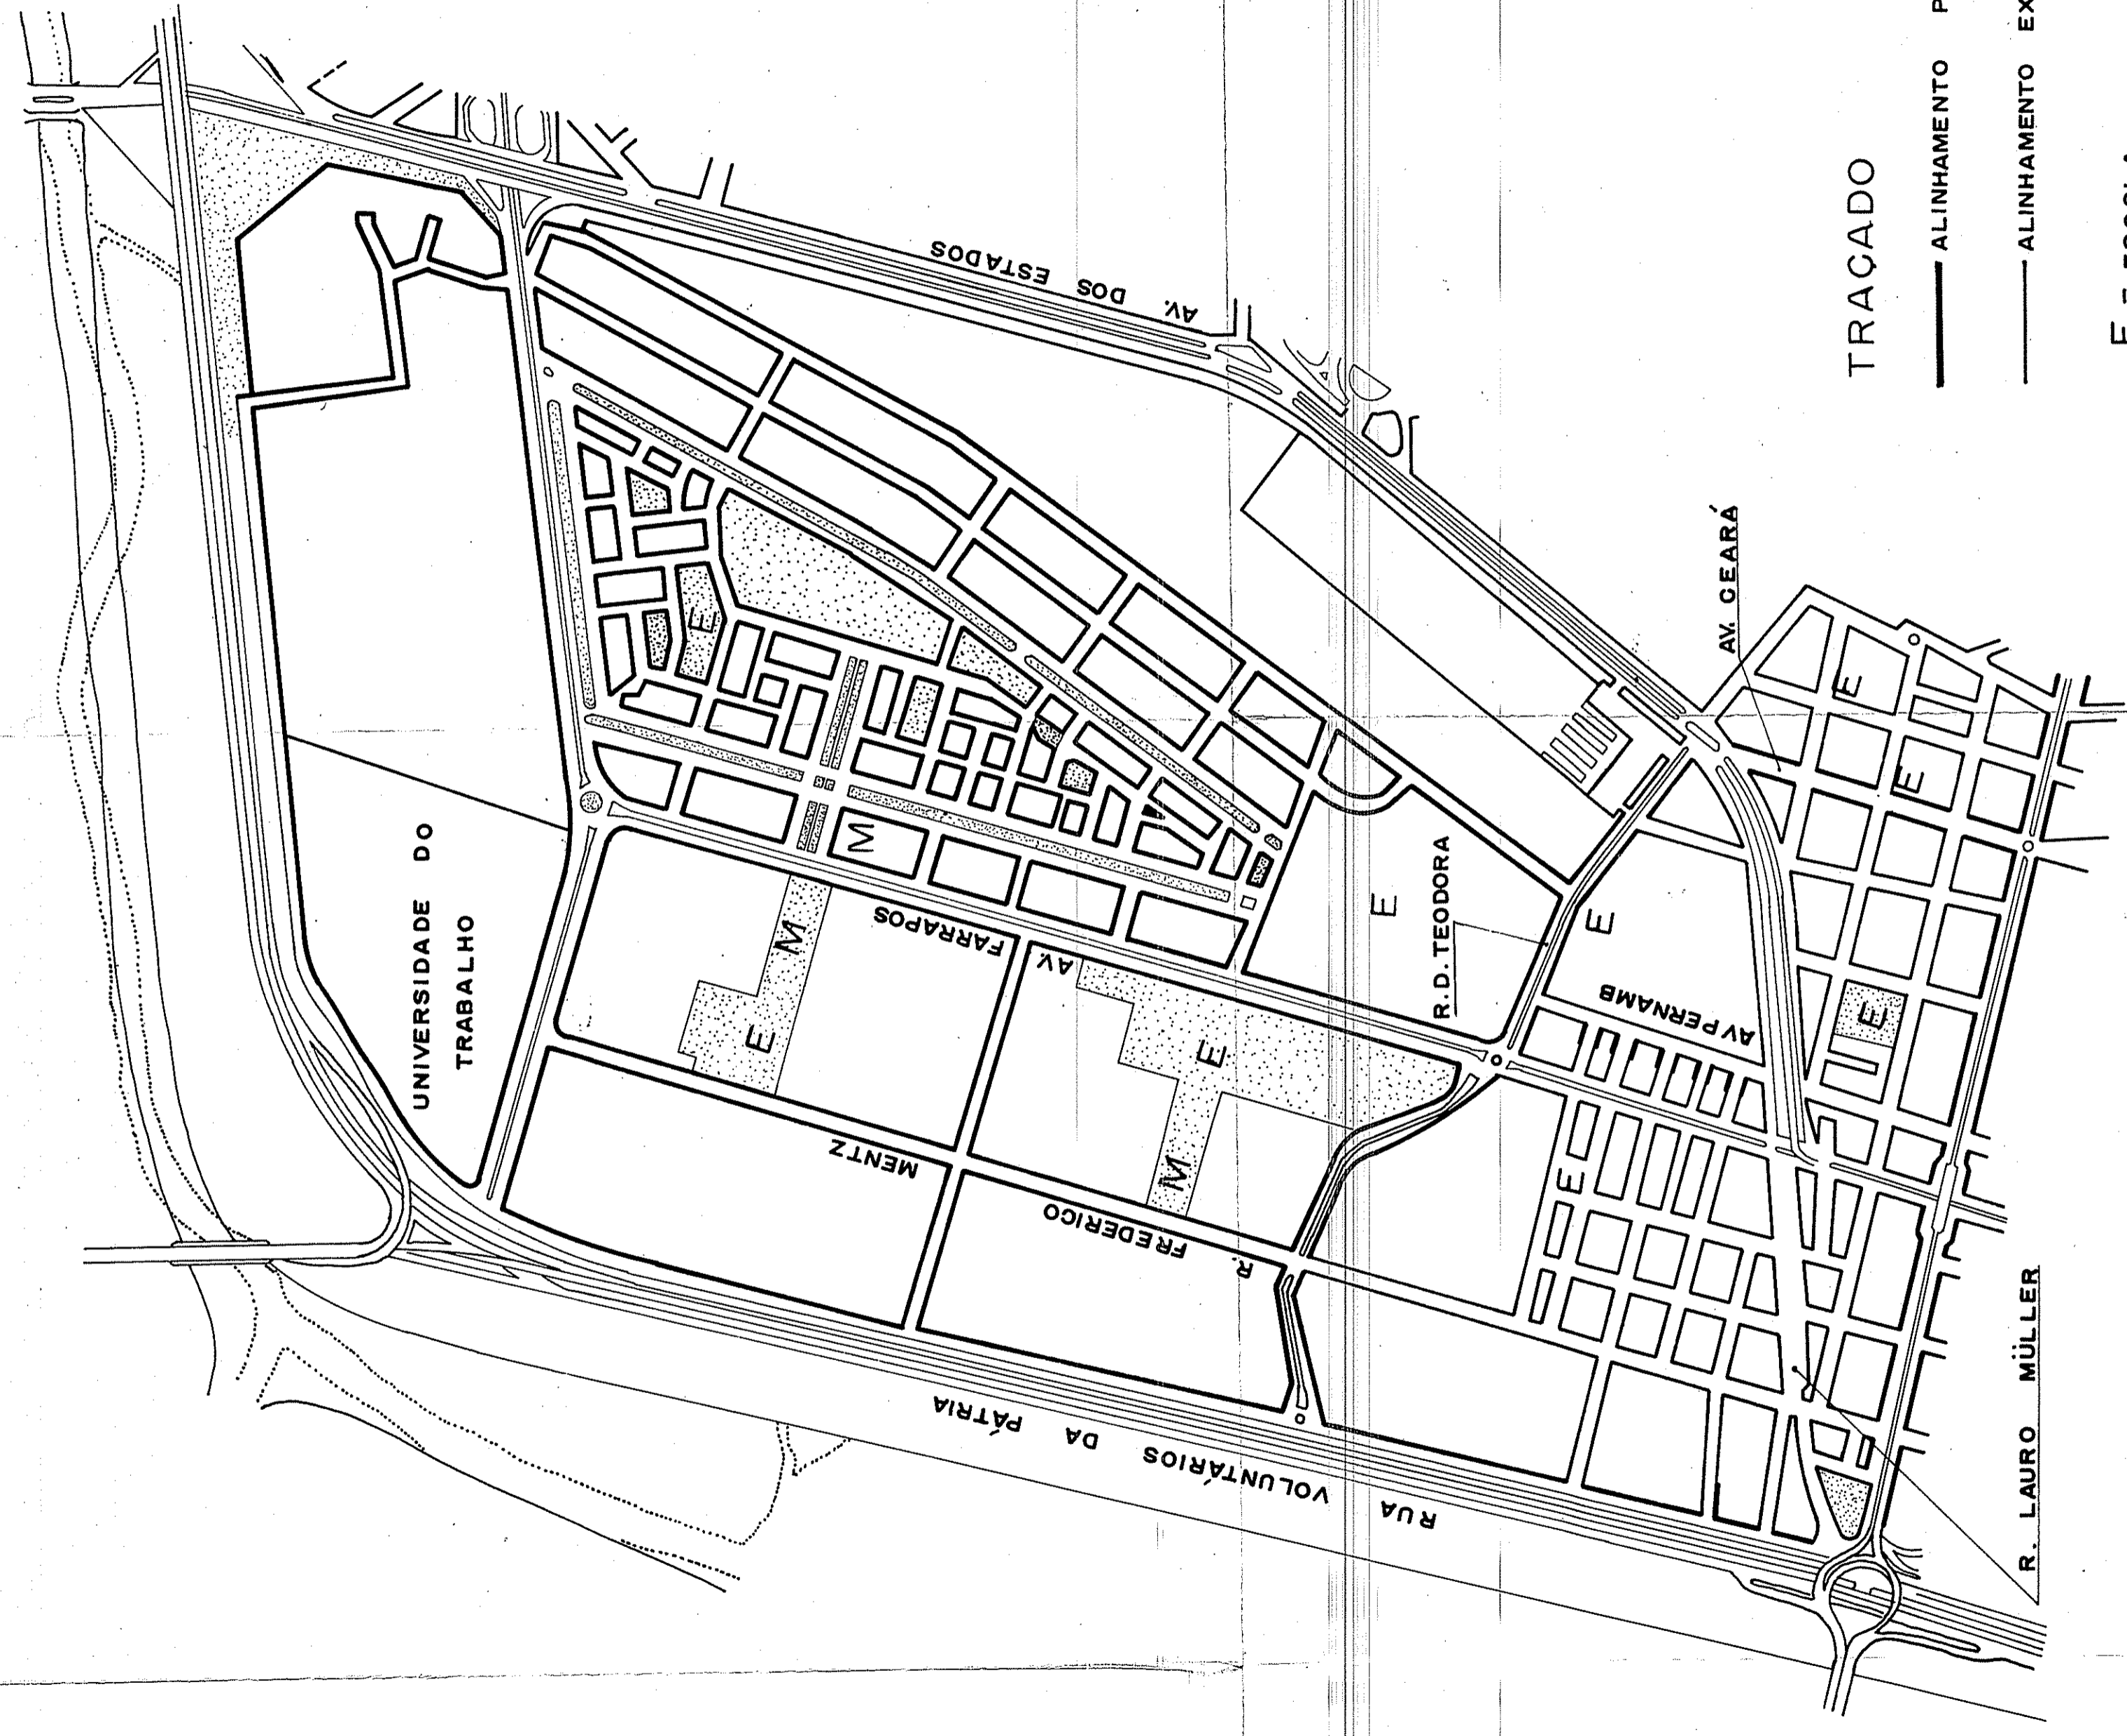 TRAÇADO
ALINHAMENTO P
ALINHAMENTO EX
UNIVERSIDADE DO
TRABALHO
AV. DOS ESTADOS
AV. FARRAPOS
R. FREDERICO MENTZ
RUA VOLUNTÁRIOS DA PÁTRIA
R.D. TEODORA
AV PERNAMB
AV. CEARÁ
R. LAURO MÜLLER
E
M
M
E
E
M
E
E
E
E
E
E